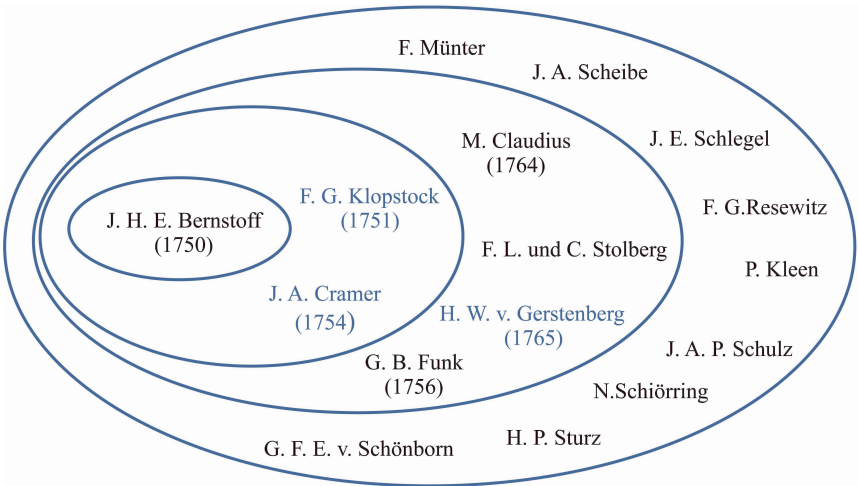 F. Münter
J. A. Scheibe
M. Claudius
(1764)
J. E. Schlegel
F. G. Klopstock
(1751)
J. H. E. Bernstoff
(1750)
F. G.Resewitz
F. L. und C. Stolberg
P. Kleen
J. A. Cramer
(1754)
H. W. v. Gerstenberg
(1765)
J. A. P. Schulz
G. B. Funk
(1756)
N.Schiörring
H. P. Sturz
G. F. E. v. Schönborn